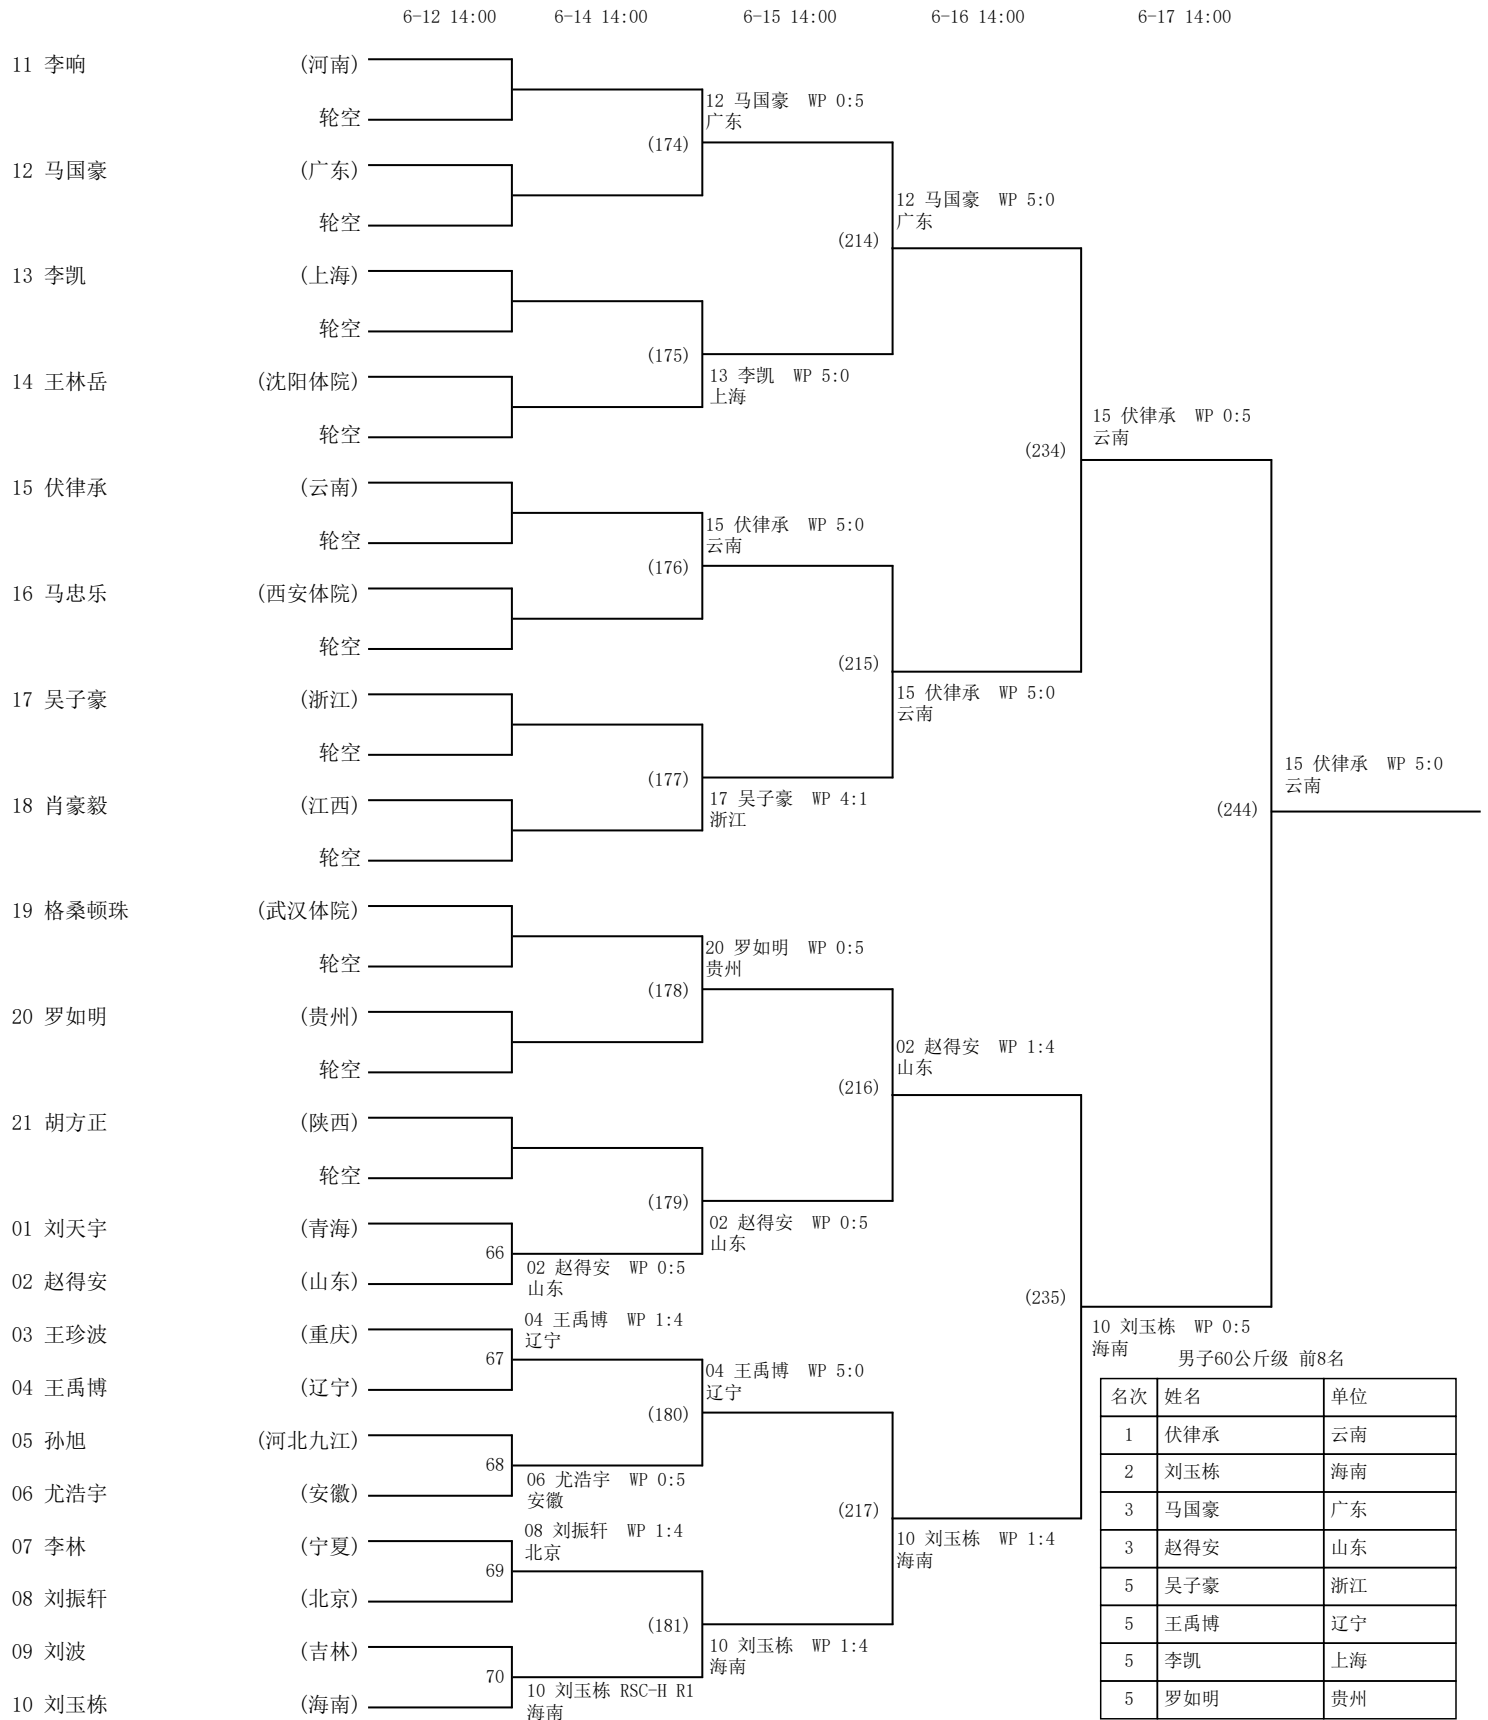 6-12 14:00 6-14 14:00 6-15 14:00 6-16 14:00 6-17 14:00
11 李响 (河南)
轮空
12 马国豪 WP 0:5
广东
(174)
12 马国豪 (广东)
轮空
12 马国豪 WP 5:0
广东
(214)
13 李凯 (上海)
轮空
(175)
13 李凯 WP 5:0
上海
14 王林岳 (沈阳体院)
轮空
15 伏律承 WP 0:5
云南
(234)
15 伏律承 (云南)
轮空
15 伏律承 WP 5:0
云南
(176)
16 马忠乐 (西安体院)
轮空
(215)
15 伏律承 WP 5:0
云南
17 吴子豪 (浙江)
轮空
(177)
17 吴子豪 WP 4:1
浙江
15 伏律承 WP 5:0
云南
(244)
18 肖豪毅 (江西)
轮空
19 格桑顿珠 (武汉体院)
轮空
20 罗如明 WP 0:5
贵州
(178)
20 罗如明 (贵州)
轮空
02 赵得安 WP 1:4
山东
(216)
21 胡方正 (陕西)
轮空
(179)
02 赵得安 WP 0:5
山东
01 刘天宇 (青海)
66
02 赵得安 (山东)
02 赵得安 WP 0:5
山东
(235)
04 王禹博 WP 1:4
辽宁
03 王珍波 (重庆)
67
04 王禹博 (辽宁)
04 王禹博 WP 5:0
辽宁
(180)
05 孙旭 (河北九江)
68
06 尤浩宇 (安徽)
06 尤浩宇 WP 0:5
安徽
(217)
08 刘振轩 WP 1:4
北京
10 刘玉栋 WP 1:4
海南
07 李林 (宁夏)
69
08 刘振轩 (北京)
(181)
10 刘玉栋 WP 1:4
海南
09 刘波 (吉林)
70
10 刘玉栋 (海南)
10 刘玉栋 RSC-H R1
海南
10 刘玉栋 WP 0:5
海南
男子60公斤级 前8名
名次 姓名 单位
1 伏律承 云南
2 刘玉栋 海南
3 马国豪 广东
3 赵得安 山东
5 吴子豪 浙江
5 王禹博 辽宁
5 李凯 上海
5 罗如明 贵州